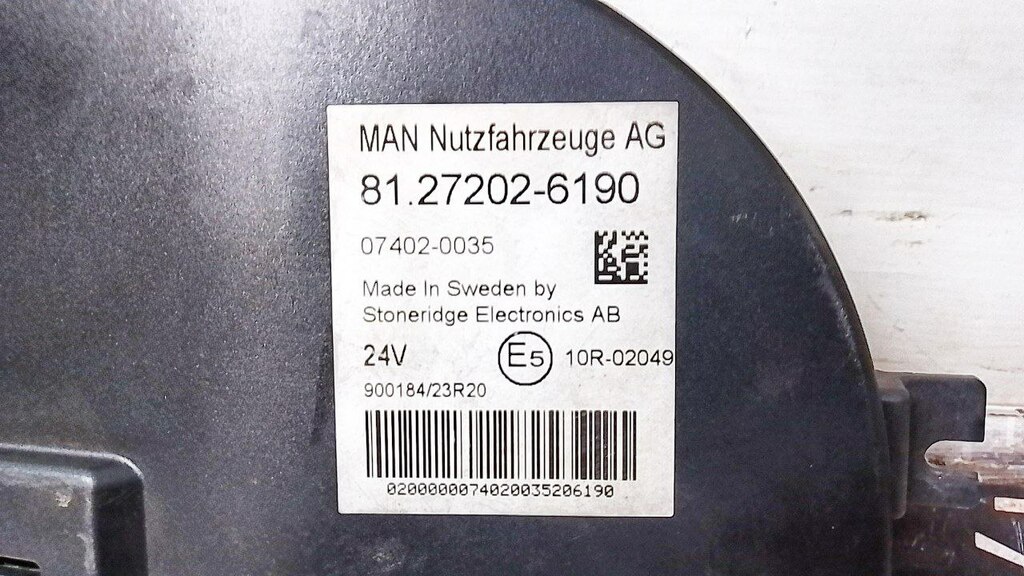 MAN Nutzfahrzeuge AG
81.27202-6190
07402-0035
Made In Sweden by
Stoneridge Electronics AB
24V E5 10R-02049
900184/23R20
0200000074020035206190